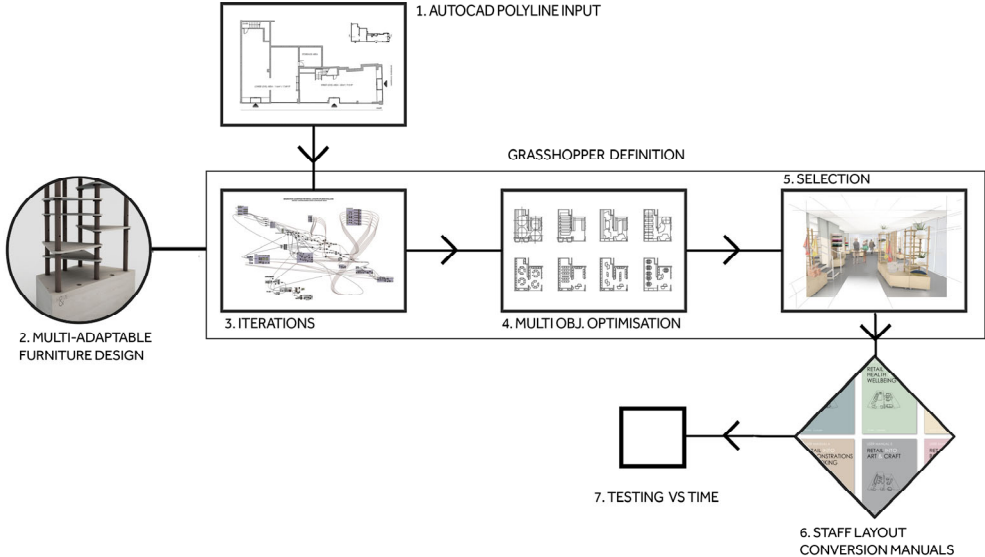 1. AUTOCAD POLYLINE INPUT
GRASSHOPPER DEFINITION
5. SELECTION
3. ITERATIONS
4. MULTI OBJ. OPTIMISATION
2. MULTI-ADAPTABLE
FURNITURE DESIGN
RETAIL
HEALTH
WELLBEING
RETAIL
ART
CRAFT
7. TESTING VS TIME
6. STAFF LAYOUT
CONVERSION MANUALS